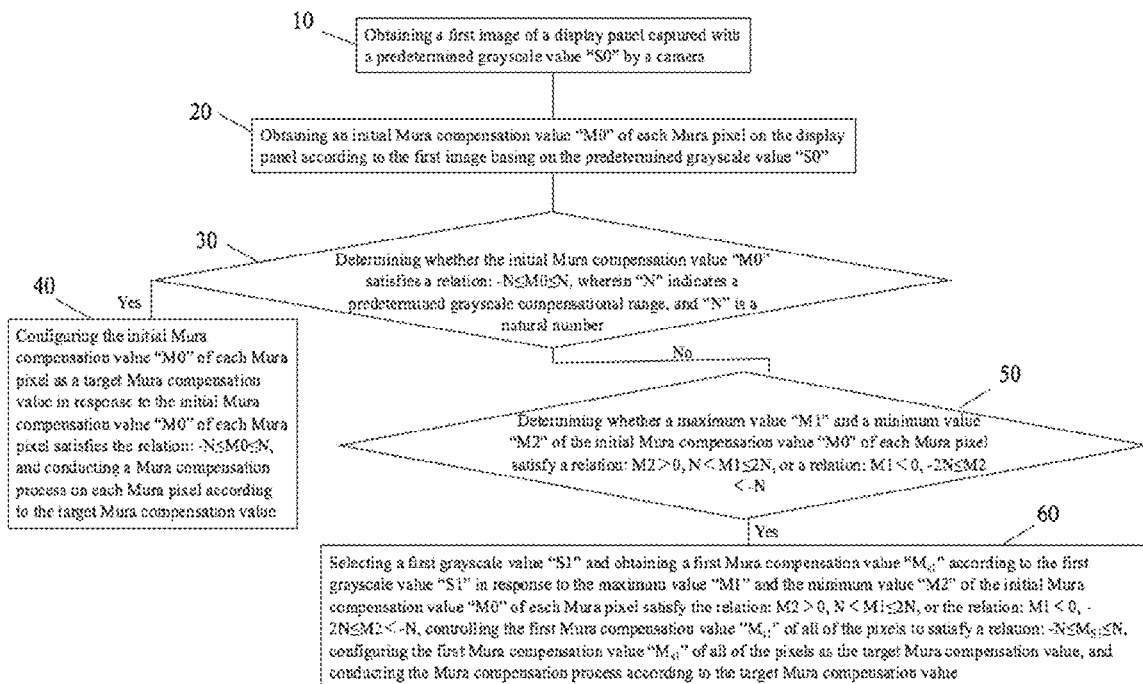 10
Obtaining a first image of a display panel captured with
a predetermined grayscale value “S0” by a camera
20
Obtaining an initial Mura compensation value “M0” of each Mura pixel on the display
panel according to the first image basing on the predetermined grayscale value “S0”
30
Determining whether the initial Mura compensation value “M0”
satisfies a relation: -N≤M0≤N, wherein “N” indicates a
predetermined grayscale compensational range, and “N” is a
natural number
40
Yes
Configuring the initial Mura
compensation value “M0” of each Mura
pixel as a target Mura compensation
value in response to the initial Mura
compensation value “M0” of each Mura
pixel satisfies the relation: -N≤M0≤N,
and conducting a Mura compensation
process on each Mura pixel according
to the target Mura compensation value
No
50
Determining whether a maximum value “M1” and a minimum value
“M2” of the initial Mura compensation value “M0” of each Mura pixel
satisfy a relation: M2＞0, N＜M1≤2N, or a relation: M1＜0, -2N≤M2
＜-N
Yes
60
Selecting a first grayscale value “S1” and obtaining a first Mura compensation value “Ms1” according to the first
grayscale value “S1” in response to the maximum value “M1” and the minimum value “M2” of the initial Mura
compensation value “M0” of each Mura pixel satisfy the relation: M2＞0, N＜M1≤2N, or the relation: M1＜0, -
2N≤M2＜-N, controlling the first Mura compensation value “Ms1” of all of the pixels to satisfy a relation: -N≤MS1≤N,
configuring the first Mura compensation value “Ms1” of all of the pixels as the target Mura compensation value, and
conducting the Mura compensation process according to the target Mura compensation value